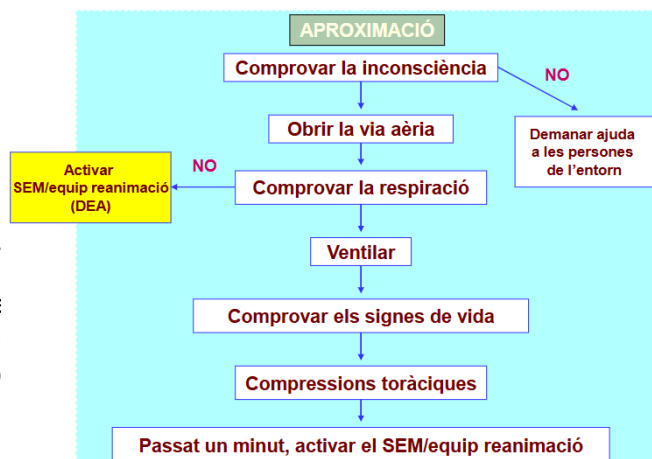 APROXIMACIÓ
Comprovar la inconsciència
NO
Obrir la via aèria
Demanar ajuda
a les persones
de l'entorn
Activar
SEM/equip reanimació
(DEA)
NO
Comprovar la respiració
Ventilar
Comprovar els signes de vida
Compressions toràciques
Passat un minut, activar el SEM/equip reanimació